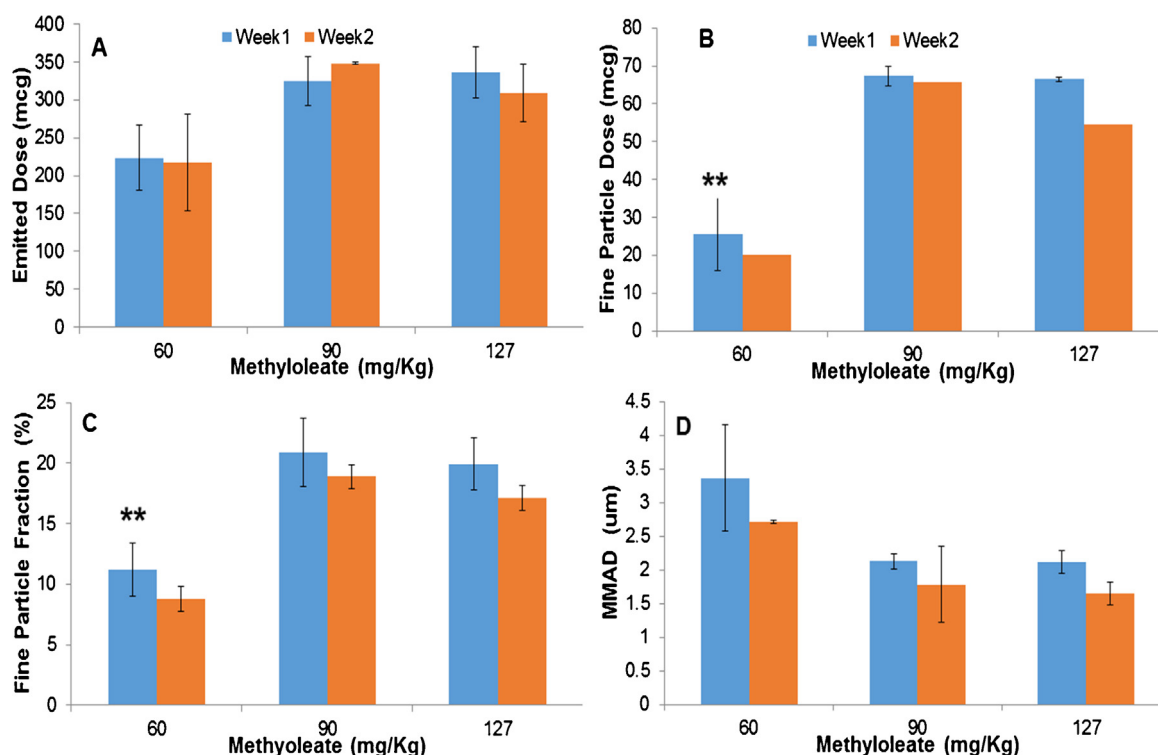 A
Week1 Week2
Emitted Dose (mcg)
400
350
300
250
200
150
100
50
0
60 90 127
Methyloleate (mg/Kg)
B
Week1 Week2
Fine Particle Dose (mcg)
80
70
60
50
40
30
20
10
0
**
60 90 127
Methyloleate (mg/Kg)
C
Fine Particle Fraction (%)
25
20
15
10
5
0
**
60 90 127
Methyloleate (mg/Kg)
D
MMAD (um)
4.5
4
3.5
3
2.5
2
1.5
1
0.5
0
60 90 127
Methyloleate (mg/Kg)